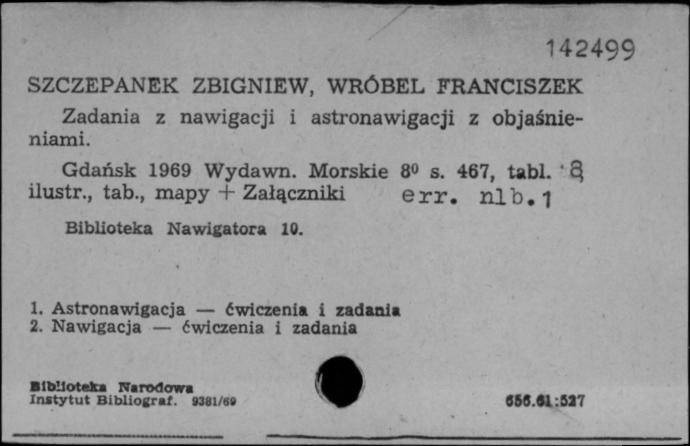 142499
SZCZEPANEK ZBIGNIEW, WRÓBEL FRANCISZEK
Zadania z nawigacji i astronawigacji z objaśnie-
niami.
Gdańsk 1969 Wydawn. Morskie 8⁰ s. 467, tabl. 8,
ilustr., tab., mapy + Załączniki err. nlb. 1
Biblioteka Nawigatora 10.
1. Astronawigacja — ćwiczenia i zadania
2. Nawigacja — ćwiczenia i zadania
Biblioteka Narodowa
Instytut Bibliograf. 9381/69 656.61:527